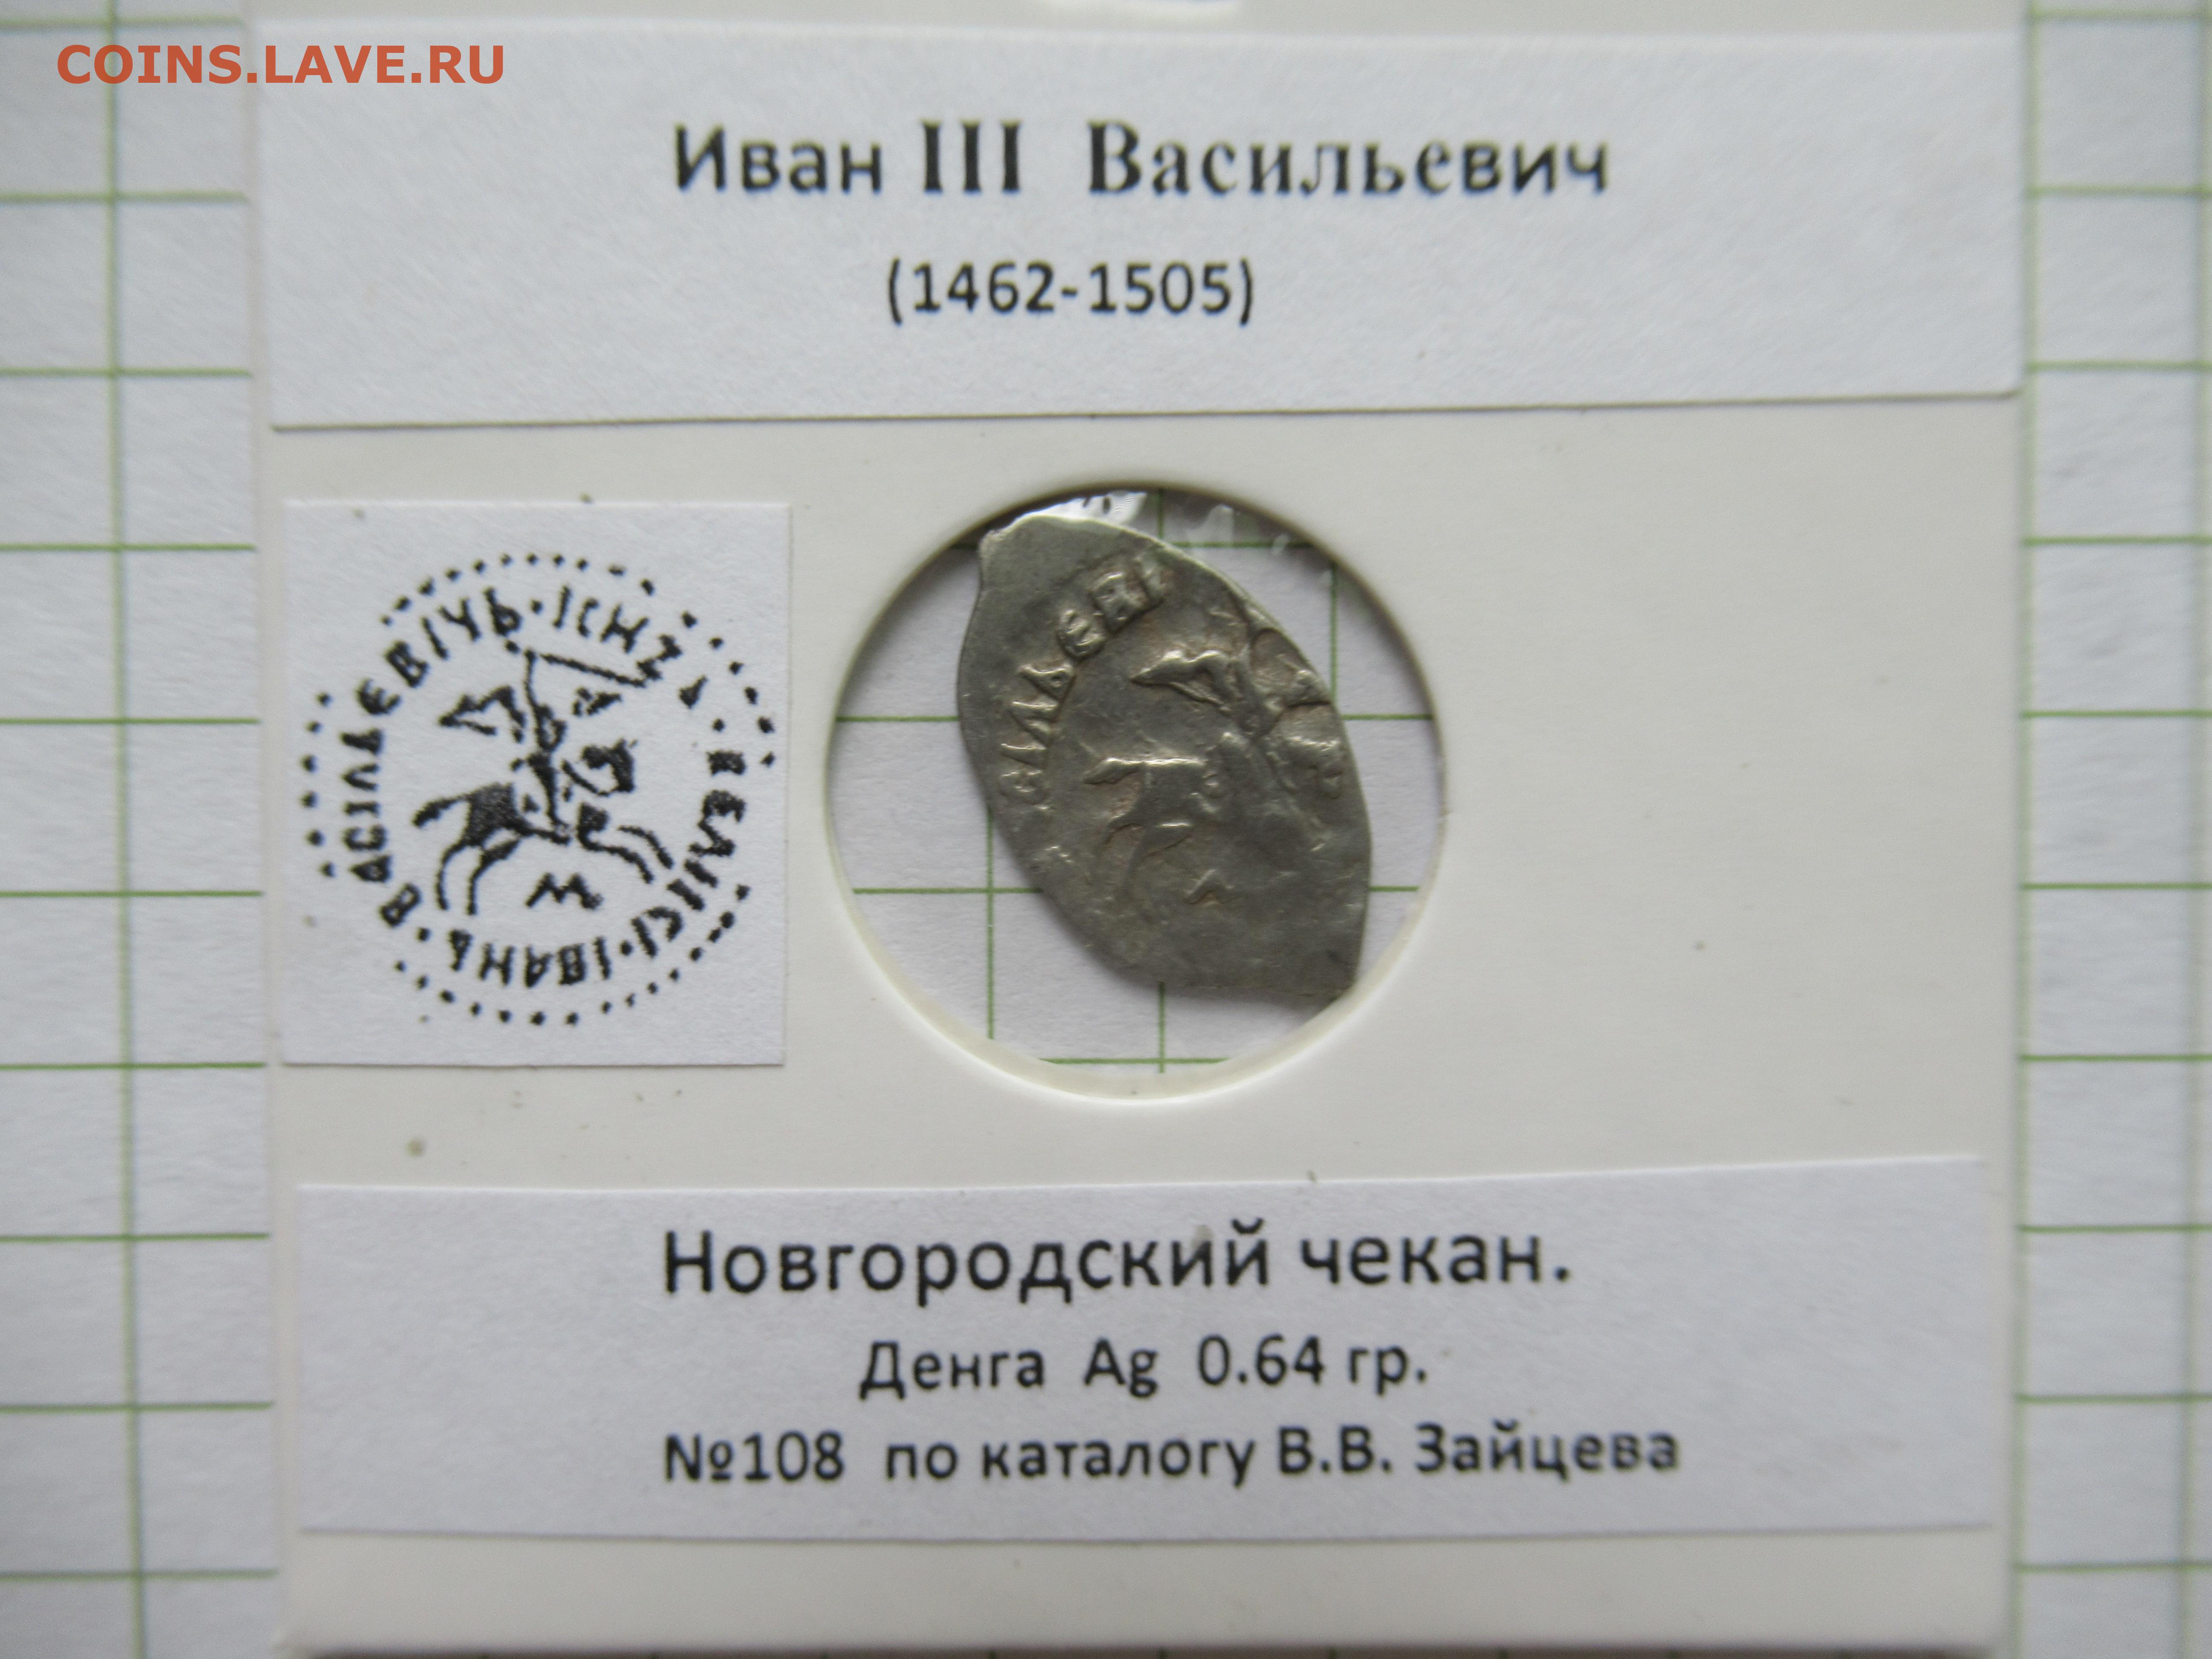 COINS.LAVE.RU
Иван III Васильевич
(1462-1505)
Новгородский чекан.
Денга Ag 0.64 гр.
№108 по каталогу В.В. Зайцева